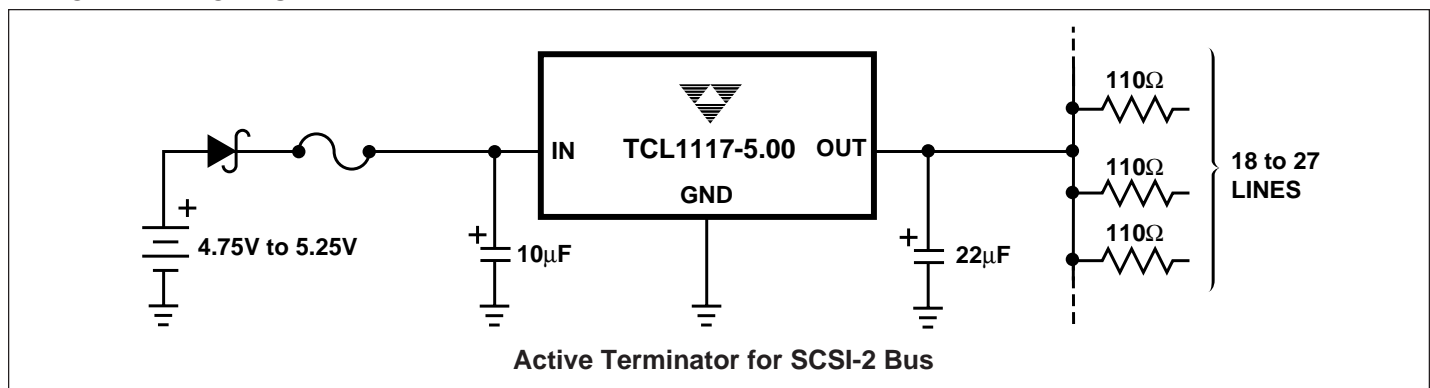 110Ω
IN
TCL1117-5.00
OUT
GND
+
4.75V to 5.25V
+
10µF
+
22µF
110Ω
110Ω
18 to 27
LINES
Active Terminator for SCSI-2 Bus